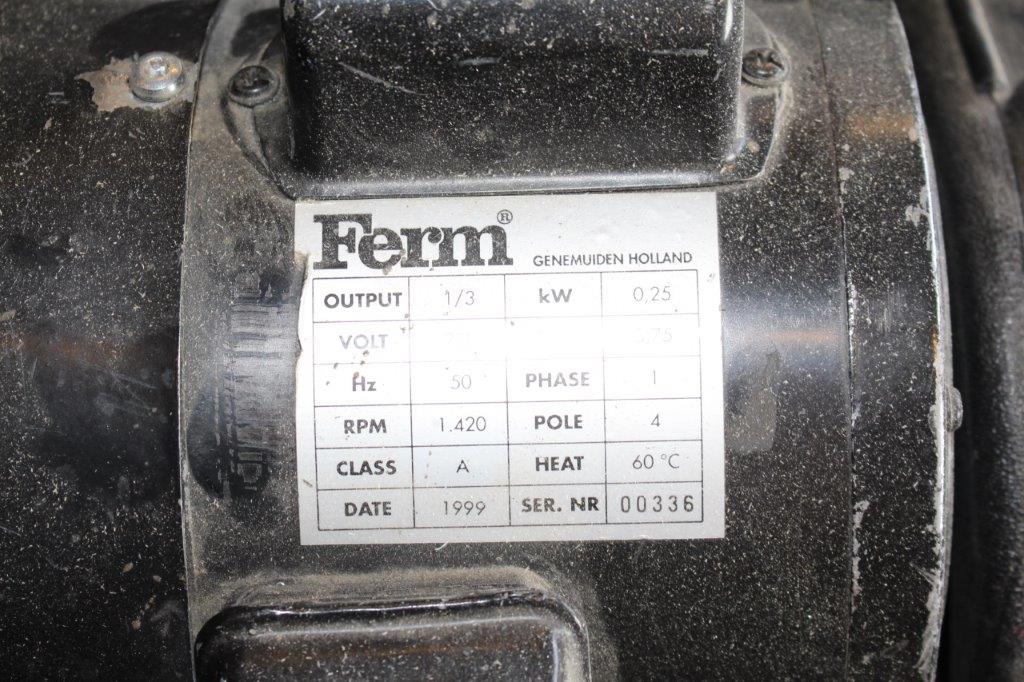 Ferm®
GENEMUIDEN HOLLAND
OUTPUT 1/3 kW 0,25
VOLT
Hz 50 PHASE 1
RPM 1.420 POLE 4
CLASS A HEAT 60 °C
DATE 1999 SER. NR 00336